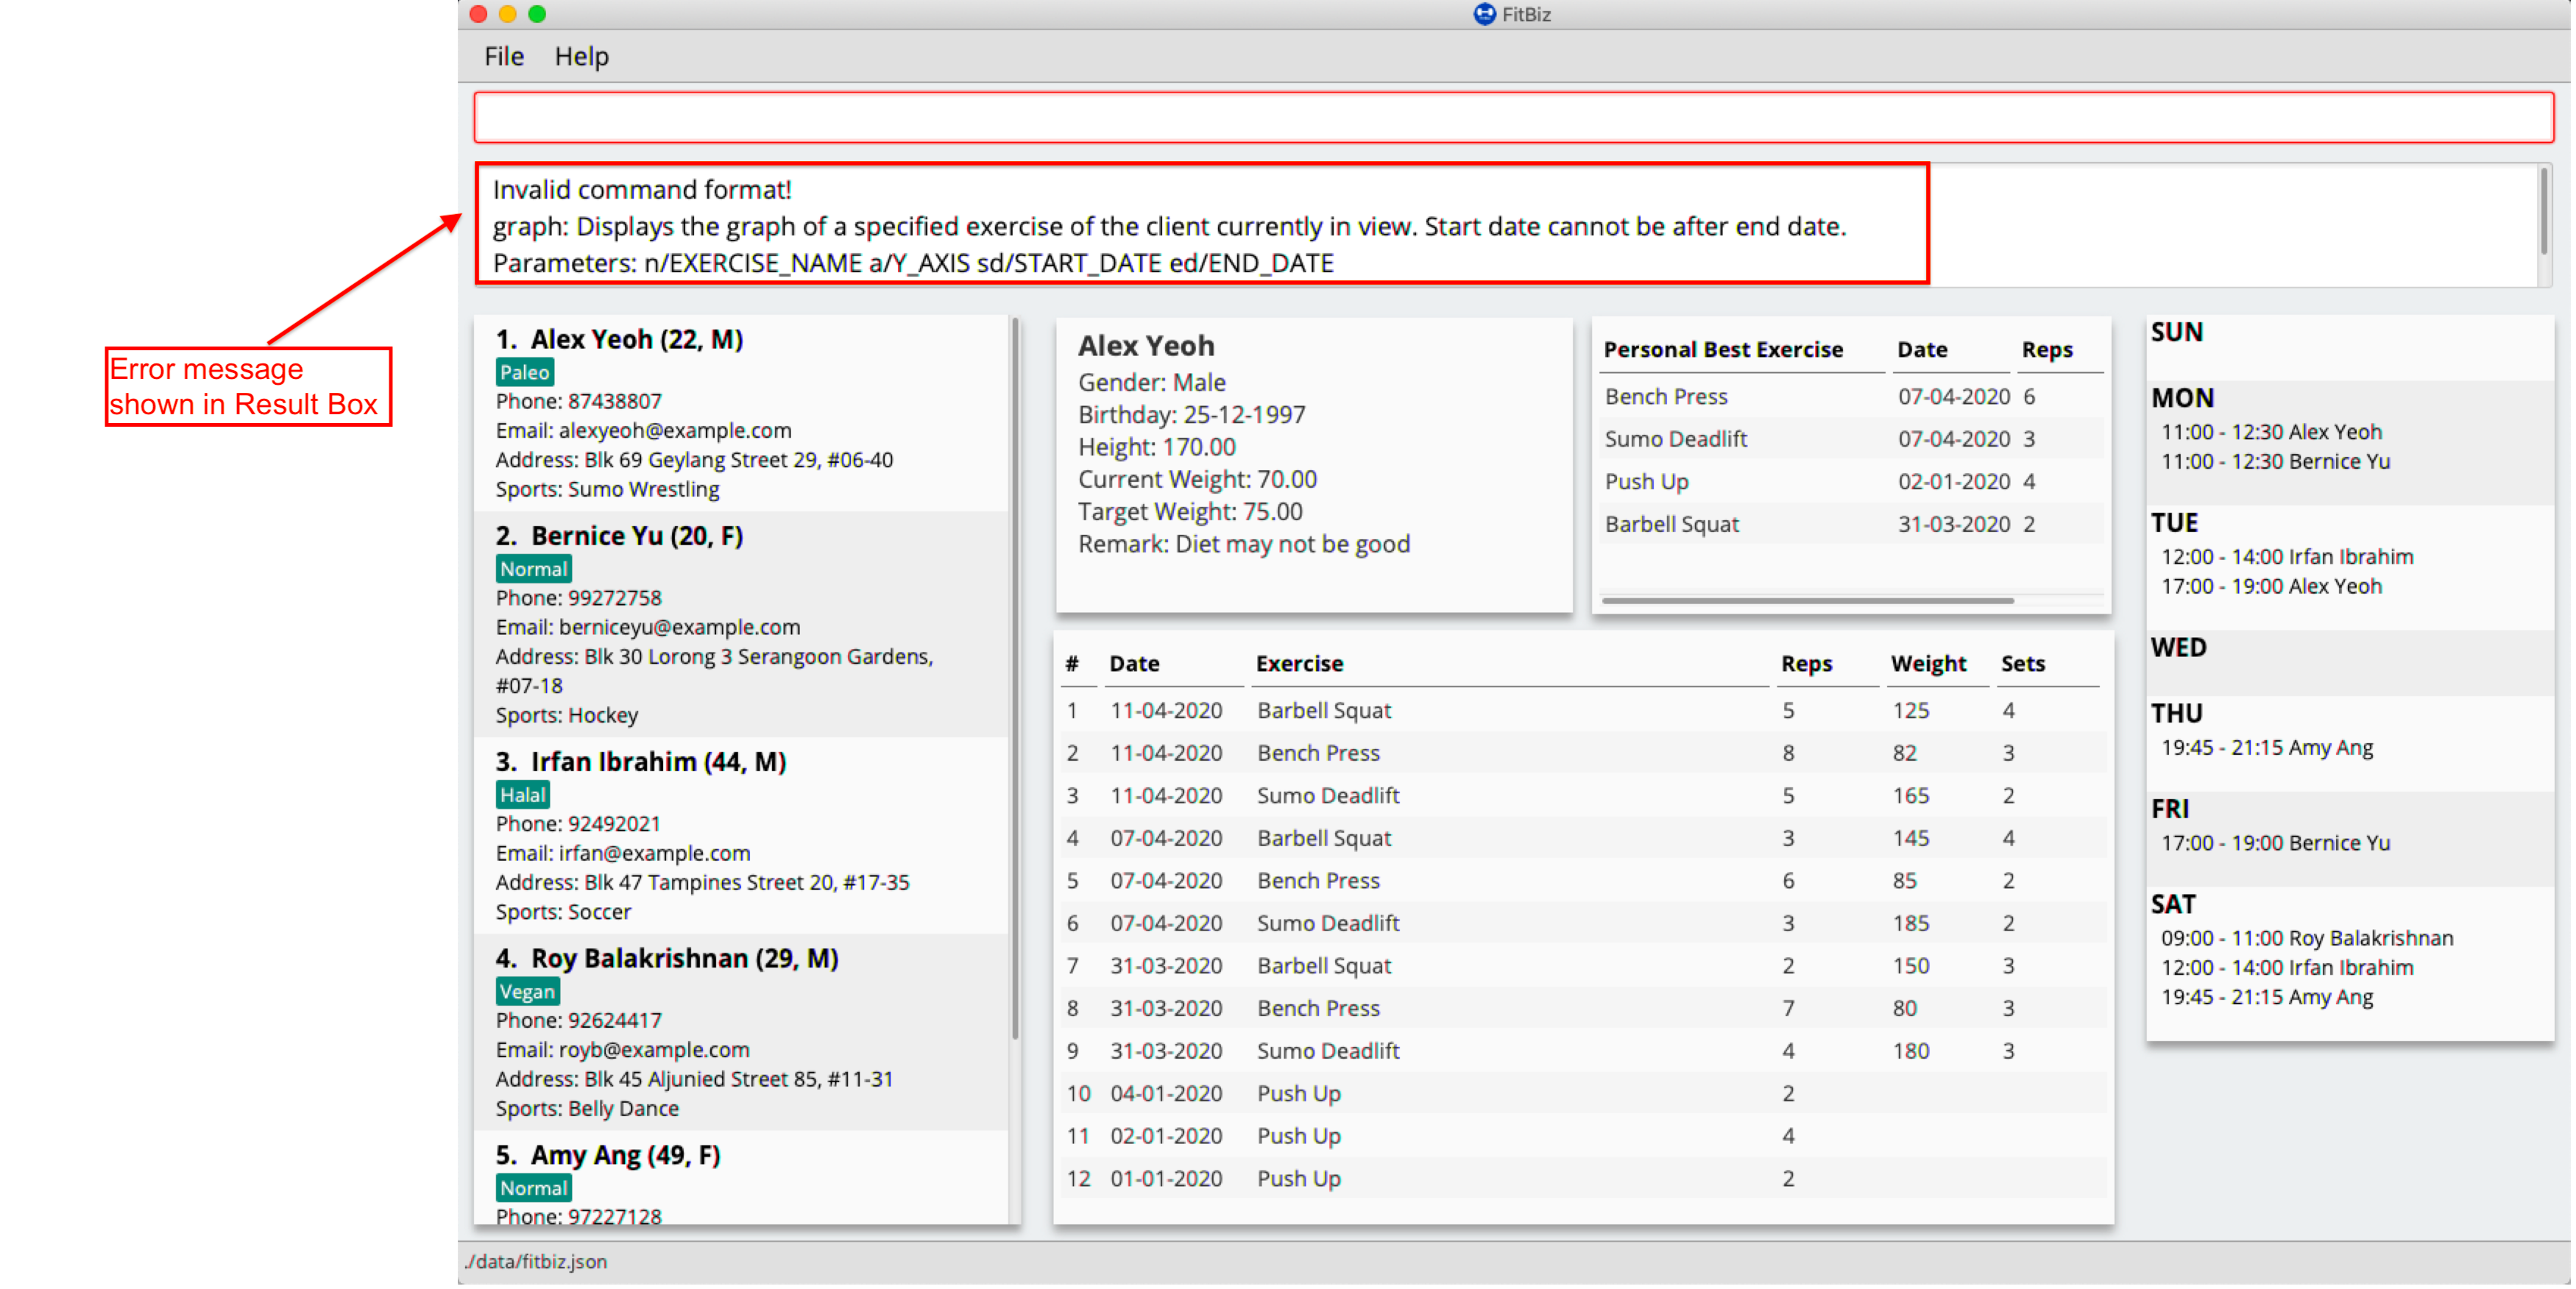 FitBiz
File Help
Invalid command format!
graph: Displays the graph of a specified exercise of the client currently in view. Start date cannot be after end date.
Parameters: n/EXERCISE_NAME a/Y_AXIS sd/START_DATE ed/END_DATE
Error message
shown in Result Box
1. Alex Yeoh (22, M)
Paleo
Phone: 87438807
Email: alexyeoh@example.com
Address: Blk 69 Geylang Street 29, #06-40
Sports: Sumo Wrestling
2. Bernice Yu (20, F)
Normal
Phone: 99272758
Email: berniceyu@example.com
Address: Blk 30 Lorong 3 Serangoon Gardens,
#07-18
Sports: Hockey
3. Irfan Ibrahim (44, M)
Halal
Phone: 92492021
Email: irfan@example.com
Address: Blk 47 Tampines Street 20, #17-35
Sports: Soccer
4. Roy Balakrishnan (29, M)
Vegan
Phone: 92624417
Email: royb@example.com
Address: Blk 45 Aljunied Street 85, #11-31
Sports: Belly Dance
5. Amy Ang (49, F)
Normal
Phone: 97227128
Alex Yeoh
Gender: Male
Birthday: 25-12-1997
Height: 170.00
Current Weight: 70.00
Target Weight: 75.00
Remark: Diet may not be good
Personal Best Exercise Date Reps
Bench Press 07-04-2020 6
Sumo Deadlift 07-04-2020 3
Push Up 02-01-2020 4
Barbell Squat 31-03-2020 2
# Date Exercise Reps Weight Sets
1 11-04-2020 Barbell Squat 5 125 4
2 11-04-2020 Bench Press 8 82 3
3 11-04-2020 Sumo Deadlift 5 165 2
4 07-04-2020 Barbell Squat 3 145 4
5 07-04-2020 Bench Press 6 85 2
6 07-04-2020 Sumo Deadlift 3 185 2
7 31-03-2020 Barbell Squat 2 150 3
8 31-03-2020 Bench Press 7 80 3
9 31-03-2020 Sumo Deadlift 4 180 3
10 04-01-2020 Push Up 2
11 02-01-2020 Push Up 4
12 01-01-2020 Push Up 2
SUN
MON
11:00 - 12:30 Alex Yeoh
11:00 - 12:30 Bernice Yu
TUE
12:00 - 14:00 Irfan Ibrahim
17:00 - 19:00 Alex Yeoh
WED
THU
19:45 - 21:15 Amy Ang
FRI
17:00 - 19:00 Bernice Yu
SAT
09:00 - 11:00 Roy Balakrishnan
12:00 - 14:00 Irfan Ibrahim
19:45 - 21:15 Amy Ang
./data/fitbiz.json